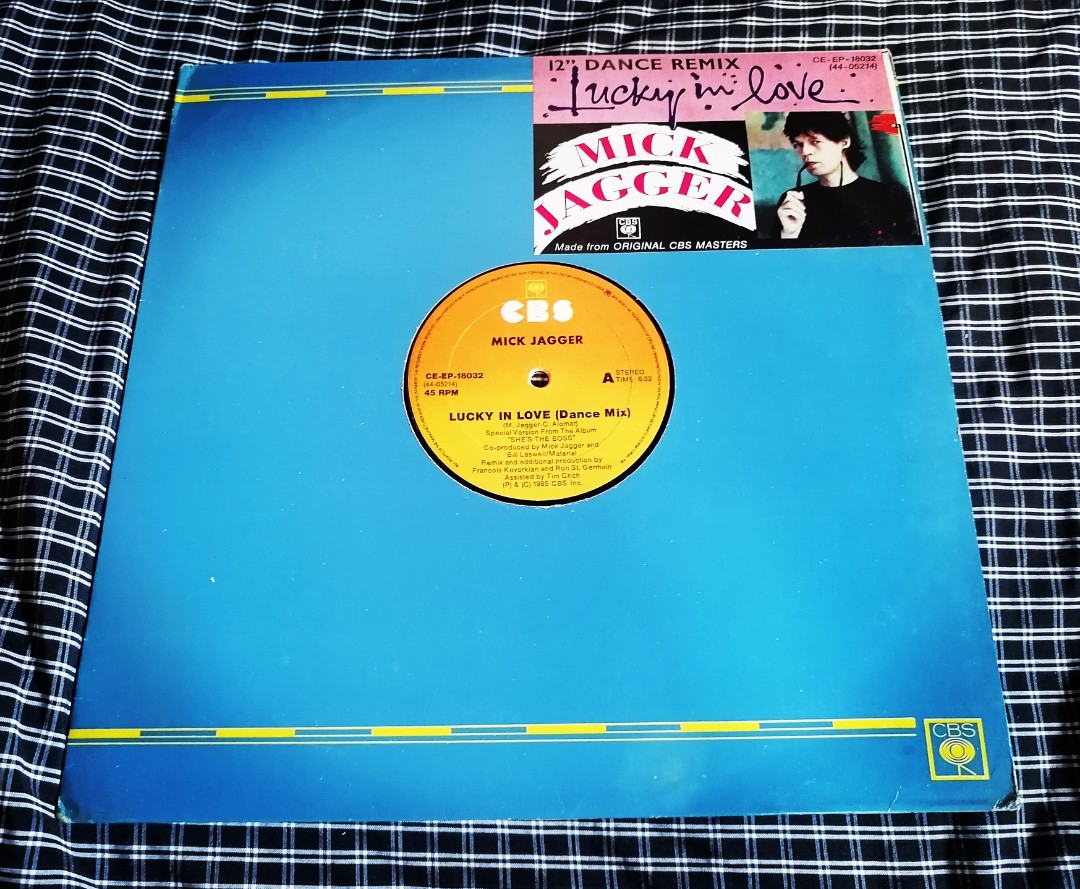 12" DANCE REMIX
CE-EP-18032
(44-05214)
Lucky in love
MICK
JAGGER
CBS
Made from ORIGINAL CBS MASTERS
CBS
MICK JAGGER
CE-EP-18032
(44-05214)
45 RPM
A
STEREO
TIME: 6:32
LUCKY IN LOVE (Dance Mix)
(M. Jagger-C. Alomar)
Special Version From The Album
"SHE'S THE BOSS"
Co-produced by Mick Jagger and
Bill Laswell/Material
Remix and additional production by
Francois Kevorkian and Ron St. Germain
Assisted by Tim Crich
(P) & (C) 1985 CBS Inc.
CBS